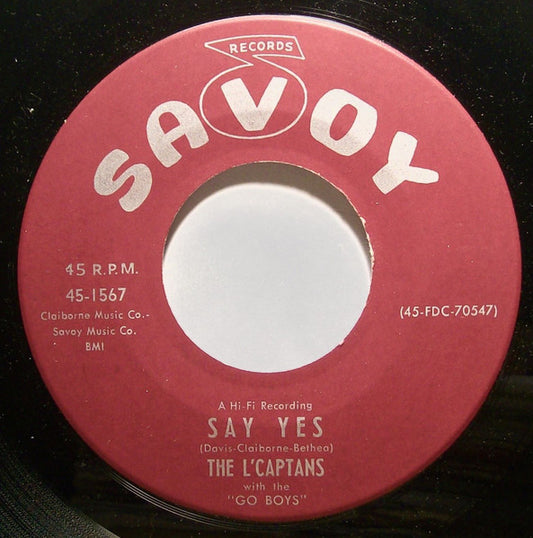 RECORDS
SAVOY
45 R.P.M.
45-1567
Claiborne Music Co.-
Savoy Music Co.
BMI
(45-FDC-70547)
A Hi-Fi Recording
SAY YES
(Davis-Claiborne-Bethea)
THE L'CAPTANS
with the
"GO BOYS"